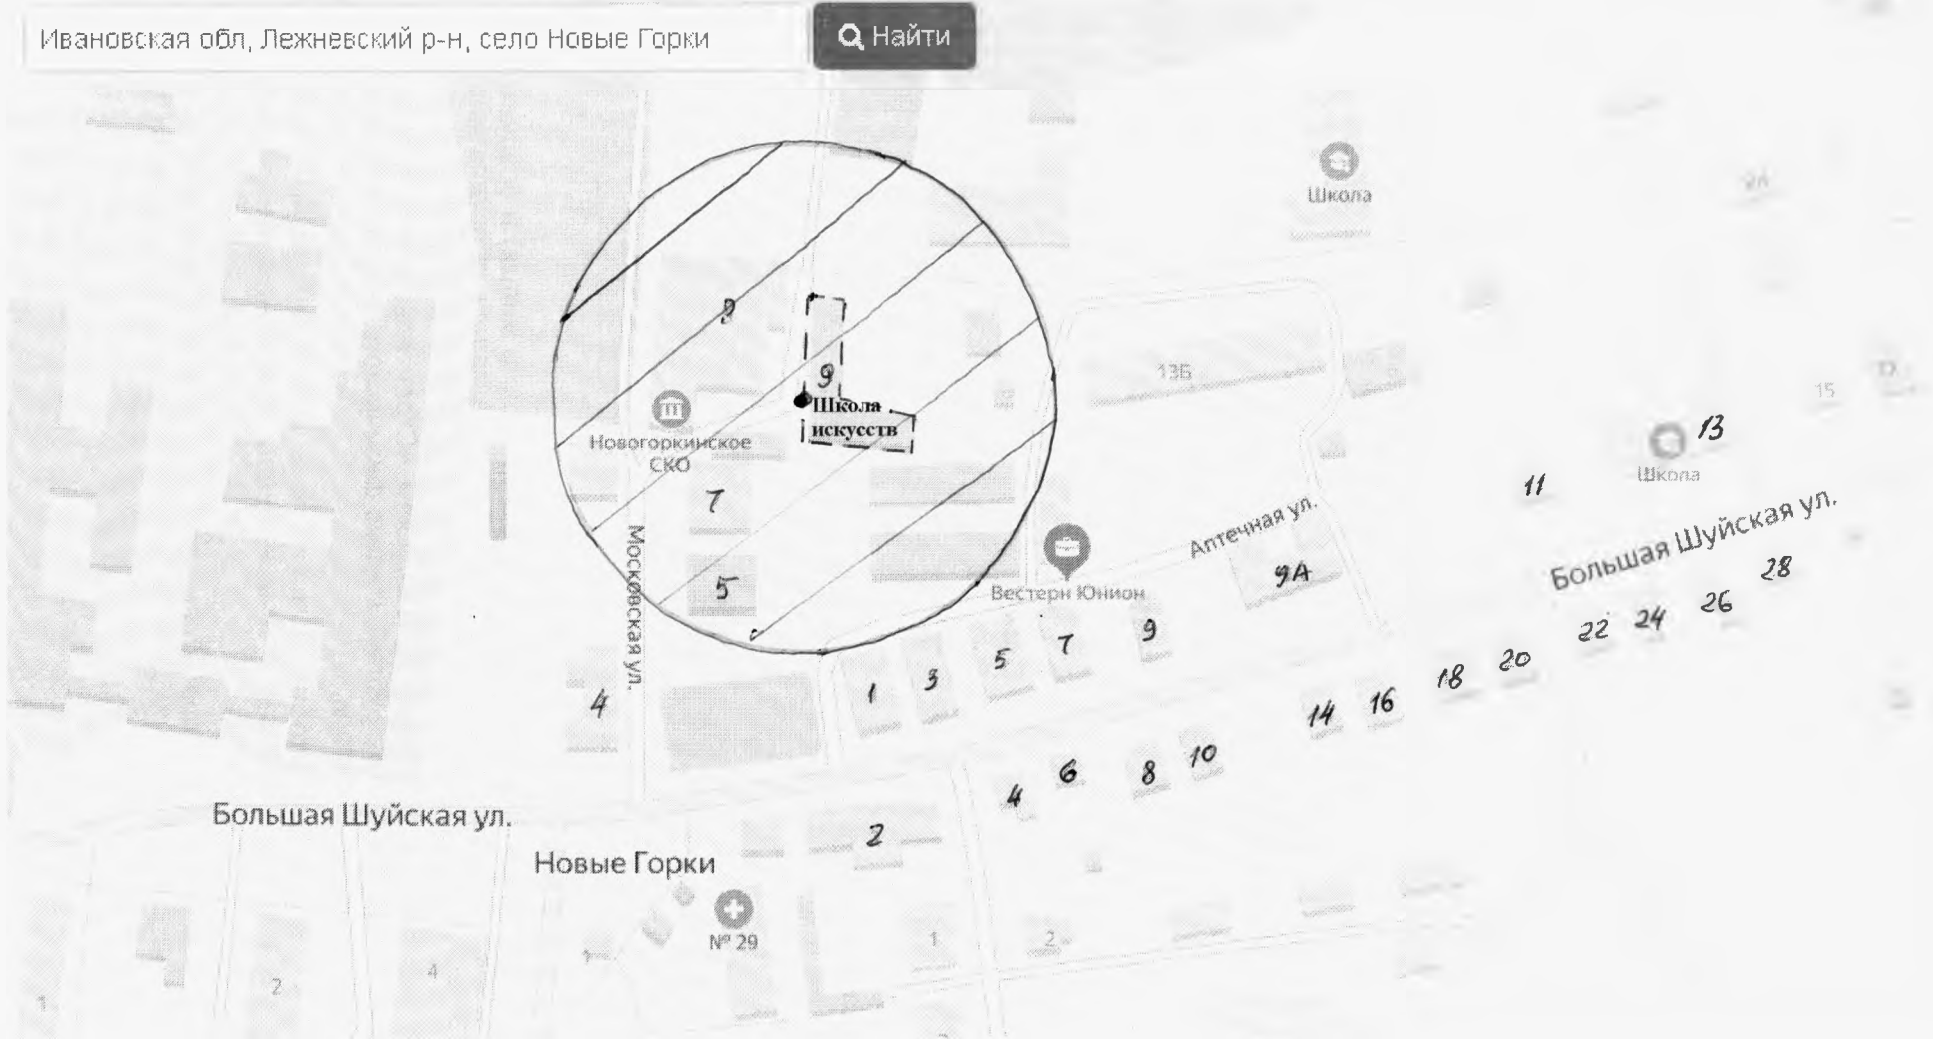 Ивановская обл, Лежневский р-н, село Новые Горки
Найти
Школа
9
Школа
искусств
Новогоркинское
СКО
7
5
Московская ул.
4
13Б
15
13
Школа
11
Аптечная ул.
Большая Шуйская ул.
Вестерн Юнион
9А
28
26
24
22
20
18
16
14
1
3
5
7
9
4
6
8
10
2
Большая Шуйская ул.
Новые Горки
№ 29
1
2
1
2
4